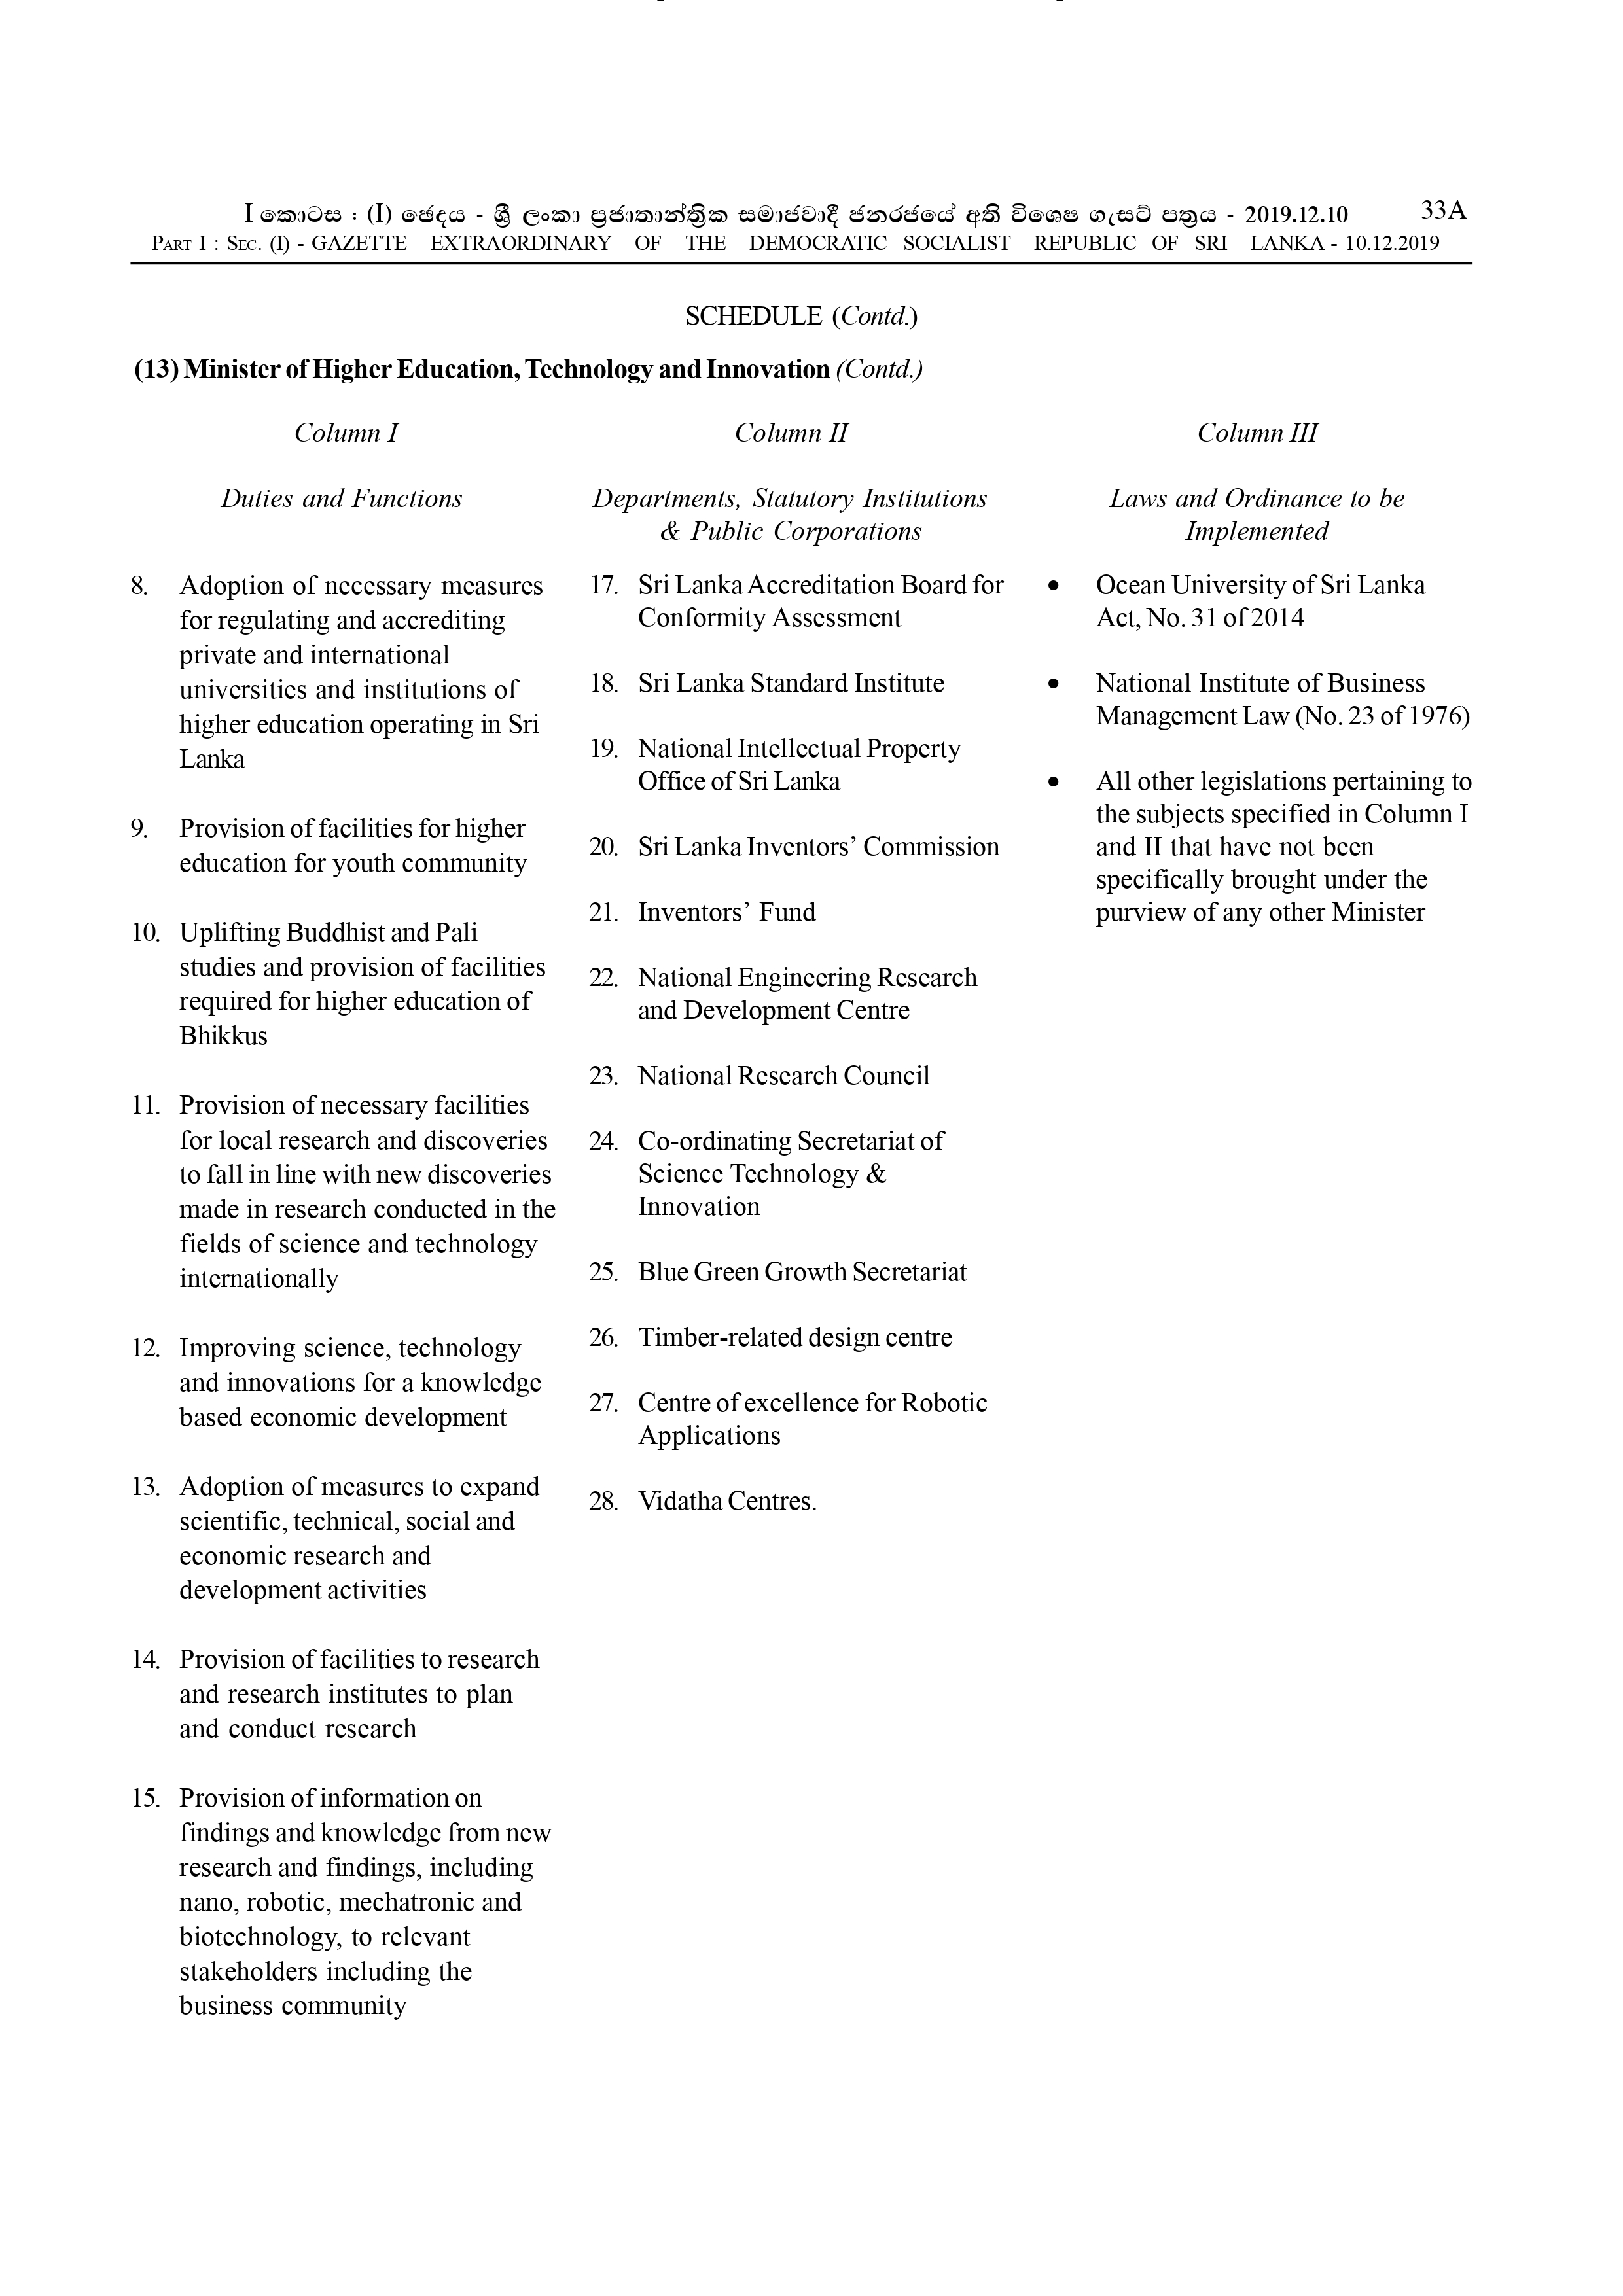 I කොටස : (I) ඡෙදය - ශ්‍රී ලංකා ප්‍රජාතාන්ත්‍රික සමාජවාදී ජනරජයේ අති විශෙෂ ගැසට් පත්‍රය - 2019.12.10
33A
PART I : SEC. (I) - GAZETTE EXTRAORDINARY OF THE DEMOCRATIC SOCIALIST REPUBLIC OF SRI LANKA - 10.12.2019
SCHEDULE (Contd.)
(13) Minister of Higher Education, Technology and Innovation (Contd.)
Column I
Duties and Functions
8. Adoption of necessary measures
for regulating and accrediting
private and international
universities and institutions of
higher education operating in Sri
Lanka
9. Provision of facilities for higher
education for youth community
10. Uplifting Buddhist and Pali
studies and provision of facilities
required for higher education of
Bhikkus
11. Provision of necessary facilities
for local research and discoveries
to fall in line with new discoveries
made in research conducted in the
fields of science and technology
internationally
12. Improving science, technology
and innovations for a knowledge
based economic development
13. Adoption of measures to expand
scientific, technical, social and
economic research and
development activities
14. Provision of facilities to research
and research institutes to plan
and conduct research
15. Provision of information on
findings and knowledge from new
research and findings, including
nano, robotic, mechatronic and
biotechnology, to relevant
stakeholders including the
business community
Column II
Departments, Statutory Institutions
& Public Corporations
17. Sri Lanka Accreditation Board for
Conformity Assessment
18. Sri Lanka Standard Institute
19. National Intellectual Property
Office of Sri Lanka
20. Sri Lanka Inventors’ Commission
21. Inventors’ Fund
22. National Engineering Research
and Development Centre
23. National Research Council
24. Co-ordinating Secretariat of
Science Technology &
Innovation
25. Blue Green Growth Secretariat
26. Timber-related design centre
27. Centre of excellence for Robotic
Applications
28. Vidatha Centres.
Column III
Laws and Ordinance to be
Implemented
• Ocean University of Sri Lanka
Act, No. 31 of 2014
• National Institute of Business
Management Law (No. 23 of 1976)
• All other legislations pertaining to
the subjects specified in Column I
and II that have not been
specifically brought under the
purview of any other Minister